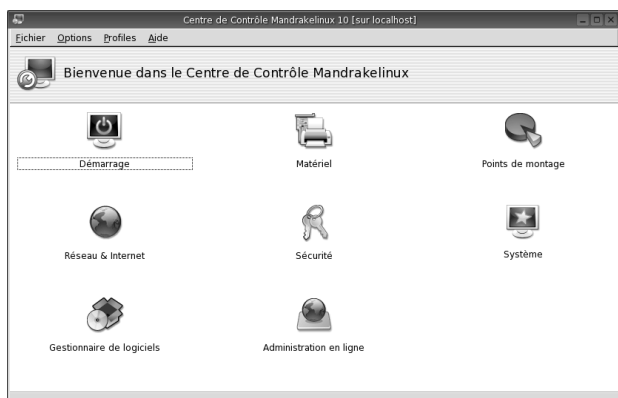 Centre de Contrôle Mandrakelinux 10 [sur localhost]
Fichier Options Profiles Aide
Bienvenue dans le Centre de Contrôle Mandrakelinux
Démarrage Matériel Points de montage
Réseau & Internet Sécurité Système
Gestionnaire de logiciels Administration en ligne